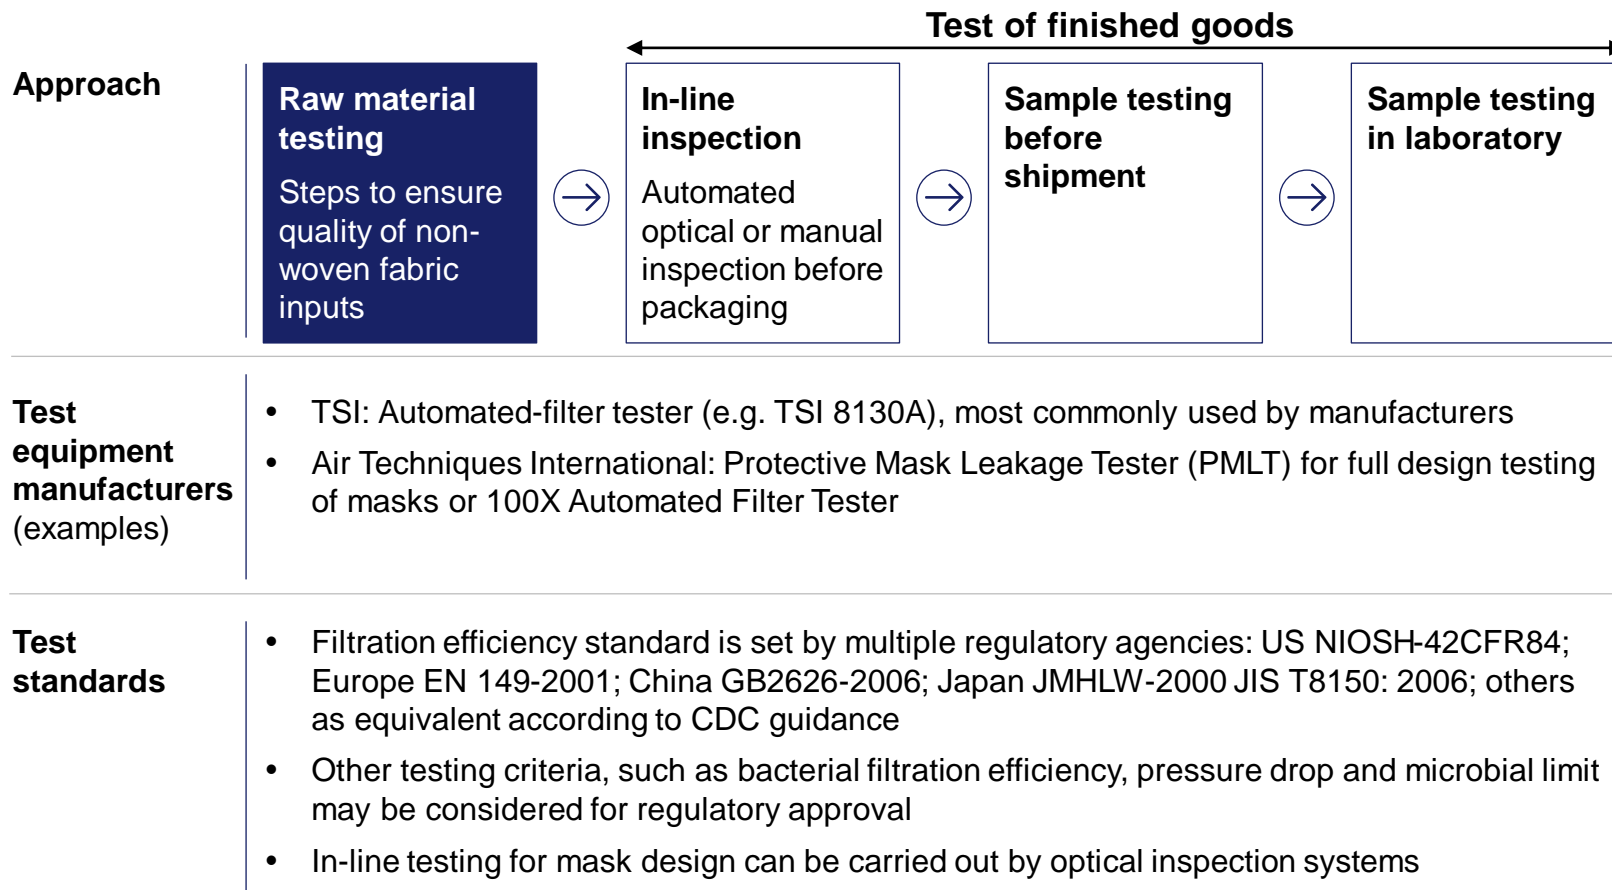 Test of finished goods
Approach
Raw material
testing
Steps to ensure
quality of non-
woven fabric
inputs
In-line
inspection
Automated
optical or manual
inspection before
packaging
Sample testing
before
shipment
Sample testing
in laboratory
Test
equipment
manufacturers
(examples)
• TSI: Automated-filter tester (e.g. TSI 8130A), most commonly used by manufacturers
• Air Techniques International: Protective Mask Leakage Tester (PMLT) for full design testing
of masks or 100X Automated Filter Tester
Test
standards
• Filtration efficiency standard is set by multiple regulatory agencies: US NIOSH-42CFR84;
Europe EN 149-2001; China GB2626-2006; Japan JMHLW-2000 JIS T8150: 2006; others
as equivalent according to CDC guidance
• Other testing criteria, such as bacterial filtration efficiency, pressure drop and microbial limit
may be considered for regulatory approval
• In-line testing for mask design can be carried out by optical inspection systems